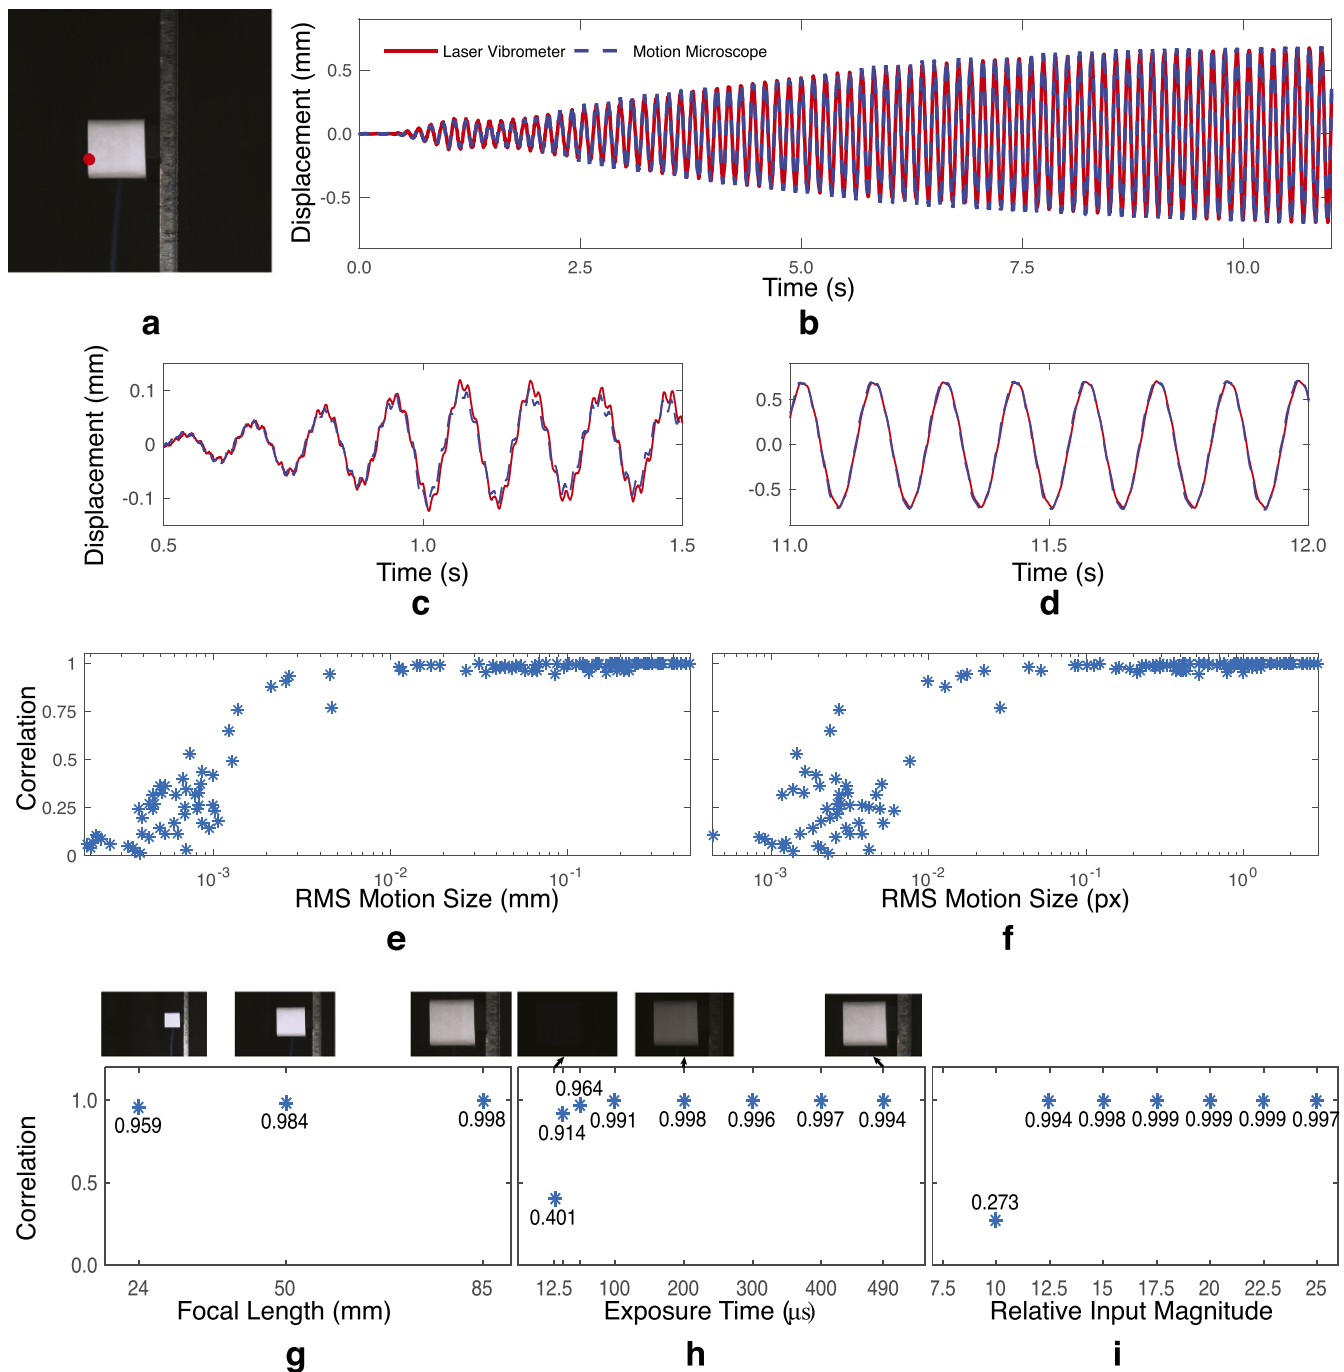 Displacement (mm)
Laser Vibrometer
Motion Microscope
0.5
0.0
-0.5
0.0 2.5 5.0 7.5 10.0
Time (s)
a
b
Displacement (mm)
0.1
0
-0.1
0.5 1.0 1.5
Time (s)
c
0.5
0.0
-0.5
11.0 11.5 12.0
Time (s)
d
Correlation
1
0.75
0.5
0.25
0
10-3 10-2 10-1
RMS Motion Size (mm)
e
1
0.75
0.5
0.25
0
10-3 10-2 10-1 100
RMS Motion Size (px)
f
Correlation
1.0
0.5
0.0
0.959 0.984 0.998
24 50 85
Focal Length (mm)
g
0.964
0.914 0.991 0.998 0.996 0.997 0.994
0.401
12.5 100 200 300 400 490
Exposure Time (μs)
h
0.994 0.998 0.999 0.999 0.999 0.997
0.273
7.5 10 12.5 15 17.5 20 22.5 25
Relative Input Magnitude
i